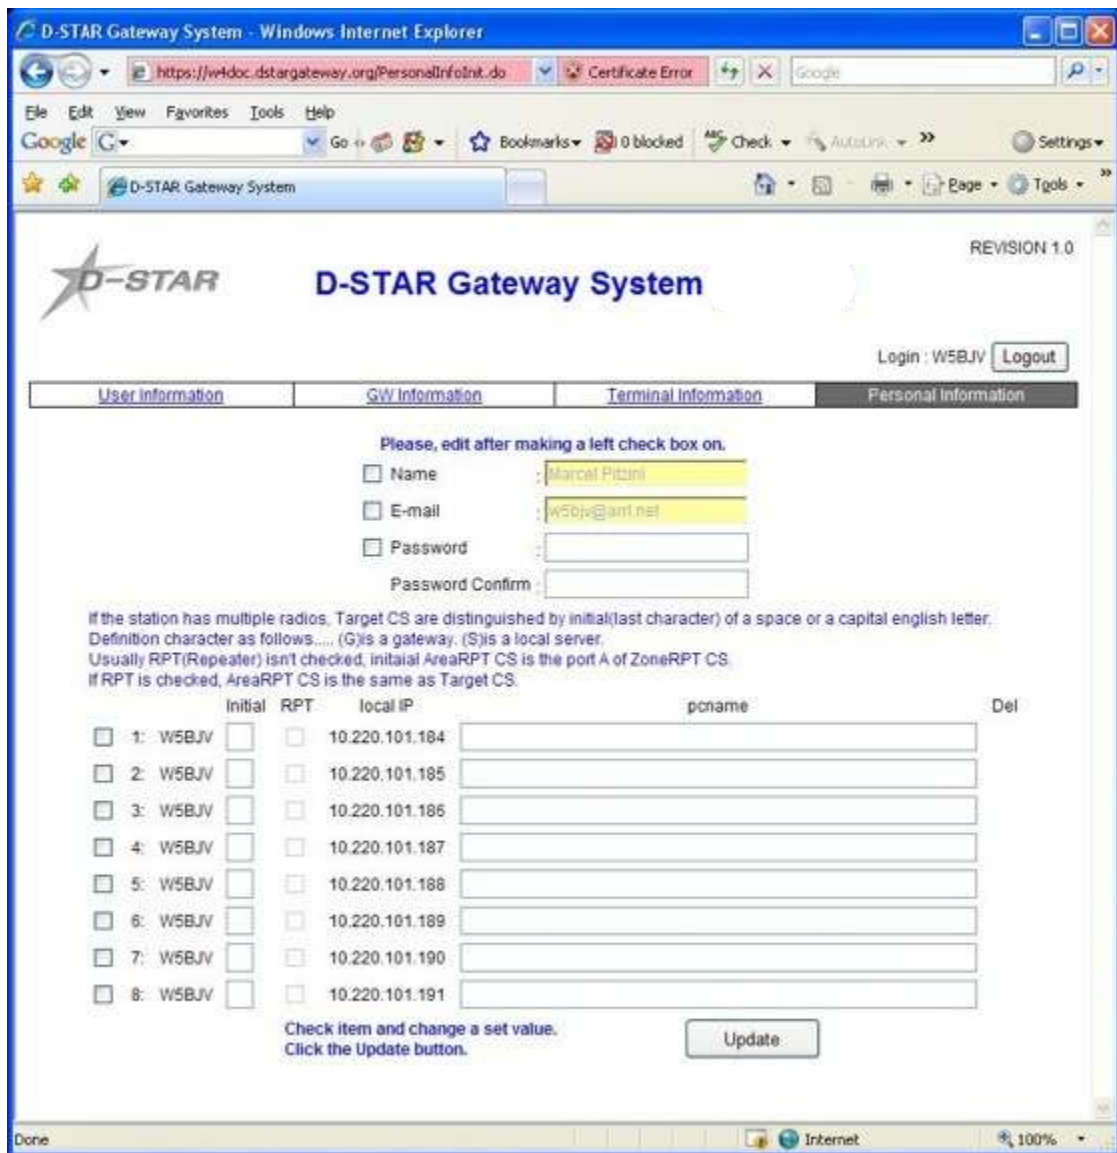 D-STAR Gateway System - Windows Internet Explorer
https://w4doc.dstargateway.org/PersonalInfoInit.do Certificate Error Google
File Edit View Favorites Tools Help
Google G Go Bookmarks 0 blocked ABC Check AutoLink » Settings
D-STAR Gateway System Page Tools »
REVISION 1.0
D-STAR D-STAR Gateway System
Login : W5BJV Logout
User Information GW Information Terminal Information Personal Information
Please, edit after making a left check box on.
Name : Marcel Pitzini
E-mail : w5bjv@arrl.net
Password :
Password Confirm :
If the station has multiple radios, Target CS are distinguished by initial(last character) of a space or a capital english letter.
Definition character as follows..... (G)is a gateway. (S)is a local server.
Usually RPT(Repeater) isn't checked, initaial AreaRPT CS is the port A of ZoneRPT CS.
If RPT is checked, AreaRPT CS is the same as Target CS.
Initial RPT local IP pcname Del
1: W5BJV 10.220.101.184
2: W5BJV 10.220.101.185
3: W5BJV 10.220.101.186
4: W5BJV 10.220.101.187
5: W5BJV 10.220.101.188
6: W5BJV 10.220.101.189
7: W5BJV 10.220.101.190
8: W5BJV 10.220.101.191
Check item and change a set value.
Click the Update button.
Update
Done Internet 100%